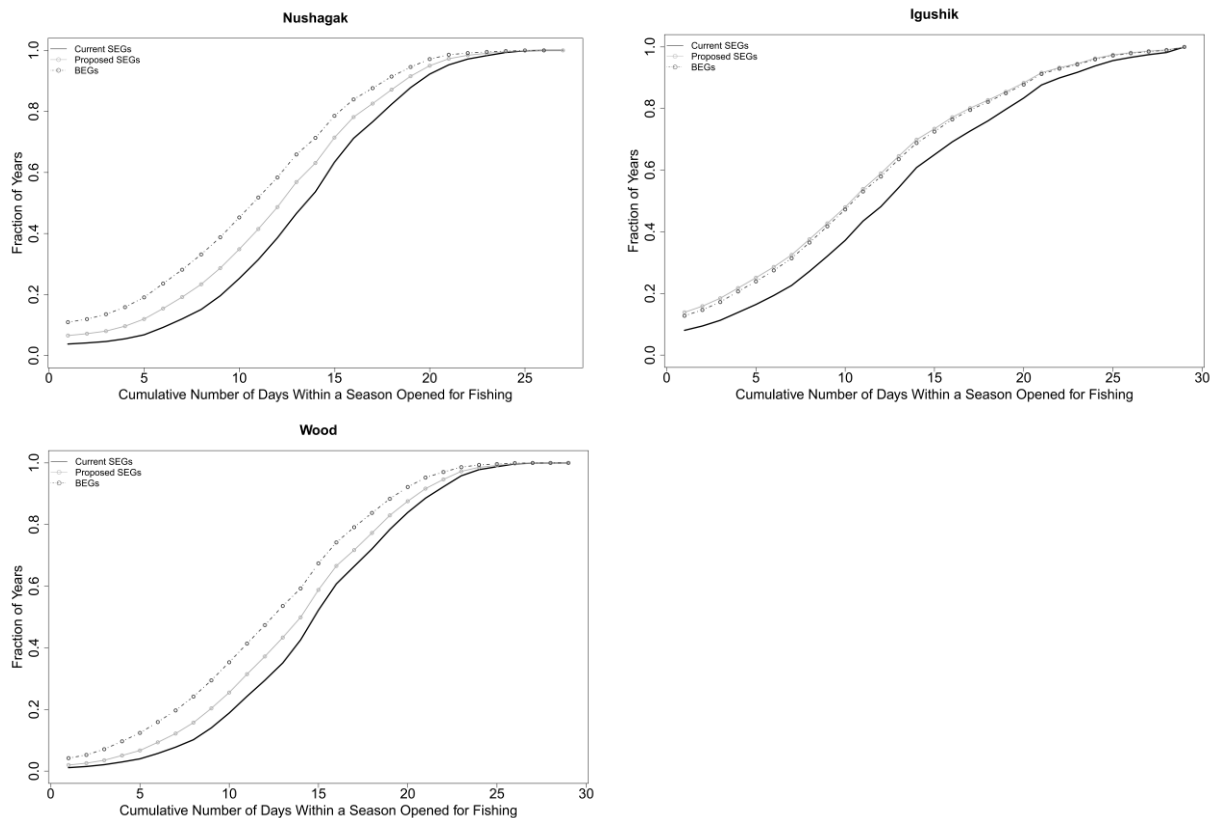 Nushagak
Current SEGs
Proposed SEGs
BEGs
Fraction of Years
0.0 0.2 0.4 0.6 0.8 1.0
0 5 10 15 20 25
Cumulative Number of Days Within a Season Opened for Fishing
Igushik
Current SEGs
Proposed SEGs
BEGs
Fraction of Years
0.0 0.2 0.4 0.6 0.8 1.0
0 5 10 15 20 25 30
Cumulative Number of Days Within a Season Opened for Fishing
Wood
Current SEGs
Proposed SEGs
BEGs
Fraction of Years
0.0 0.2 0.4 0.6 0.8 1.0
0 5 10 15 20 25 30
Cumulative Number of Days Within a Season Opened for Fishing